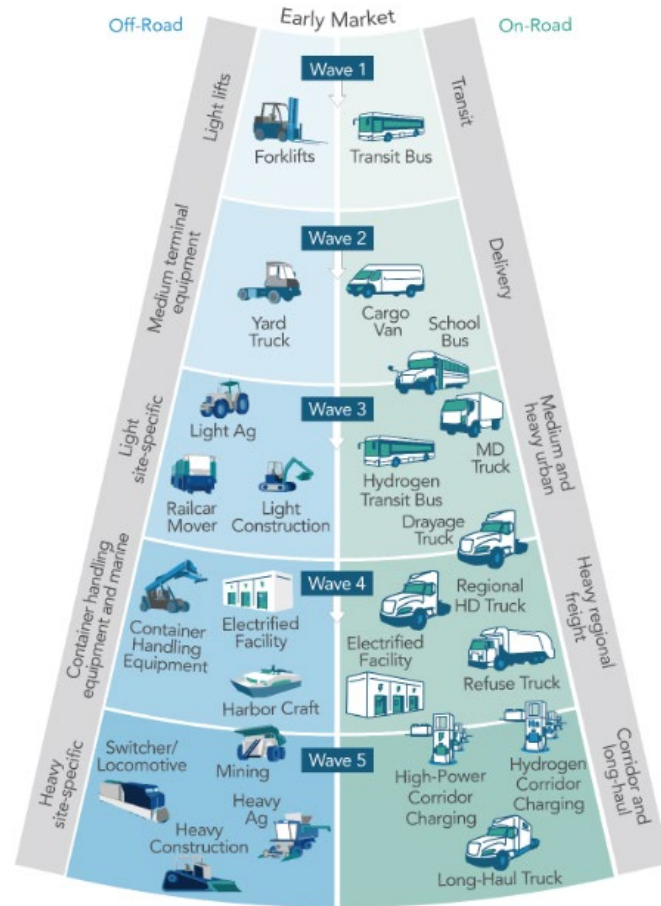 Early Market
Off-Road
On-Road
Wave 1
Light lifts
Transit
Forklifts
Transit Bus
Wave 2
Medium terminal
equipment
Delivery
Yard
Truck
Cargo
Van
School
Bus
Wave 3
Light
site-specific
Medium and
heavy urban
Light Ag
MD
Truck
Railcar
Mover
Light
Construction
Hydrogen
Transit Bus
Drayage
Truck
Wave 4
Container handling
equipment and marine
Heavy regional
freight
Container
Handling
Equipment
Electrified
Facility
Regional
HD Truck
Electrified
Facility
Refuse Truck
Harbor Craft
Wave 5
Heavy
site-specific
Corridor and
long-haul
Switcher/
Locomotive
Mining
Heavy
Ag
Heavy
Construction
High-Power
Corridor
Charging
Hydrogen
Corridor
Charging
Long-Haul Truck